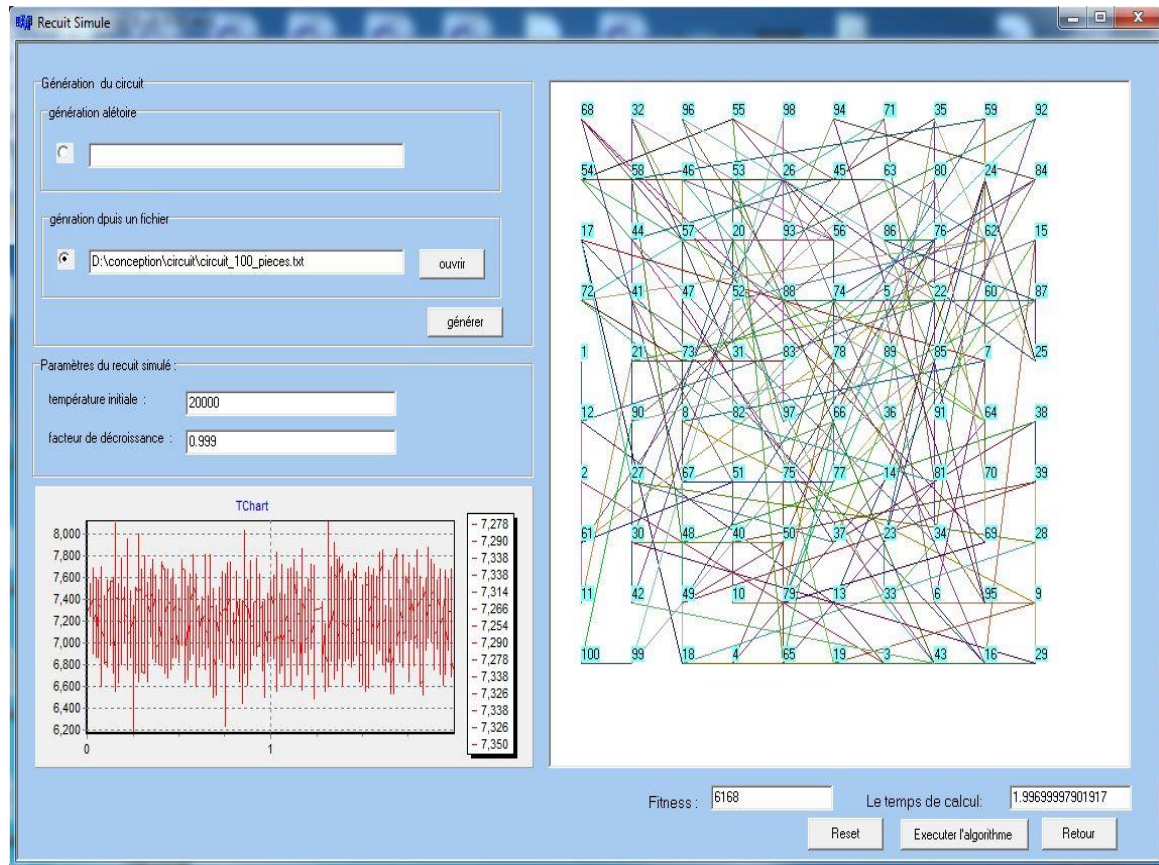 Recuit Simule
Génération du circuit
génération alétoire
génration dpuis un fichier
D:\conception\circuit\circuit_100_pieces.txt
ouvrir
générer
Paramètres du recuit simulé :
température initiale :
20000
facteur de décroissance :
0.999
TChart
8,000
7,800
7,600
7,400
7,200
7,000
6,800
6,600
6,400
6,200
0 1
7,278
7,290
7,338
7,338
7,314
7,266
7,254
7,290
7,278
7,338
7,326
7,338
7,326
7,350
68 32 96 55 98 94 71 35 59 92
54 58 46 53 26 45 63 80 24 84
17 44 57 20 93 56 86 76 62 15
72 41 47 52 88 74 5 22 60 87
1 21 73 31 83 78 89 85 7 25
12 90 8 82 97 66 36 91 64 38
2 27 67 51 75 77 14 81 70 39
61 30 48 40 50 37 23 34 69 28
11 42 49 10 79 13 33 6 95 9
100 99 18 4 65 19 3 43 16 29
Fitness : 6168 Le temps de calcul: 1.99699997901917
Reset Executer l'algorithme Retour